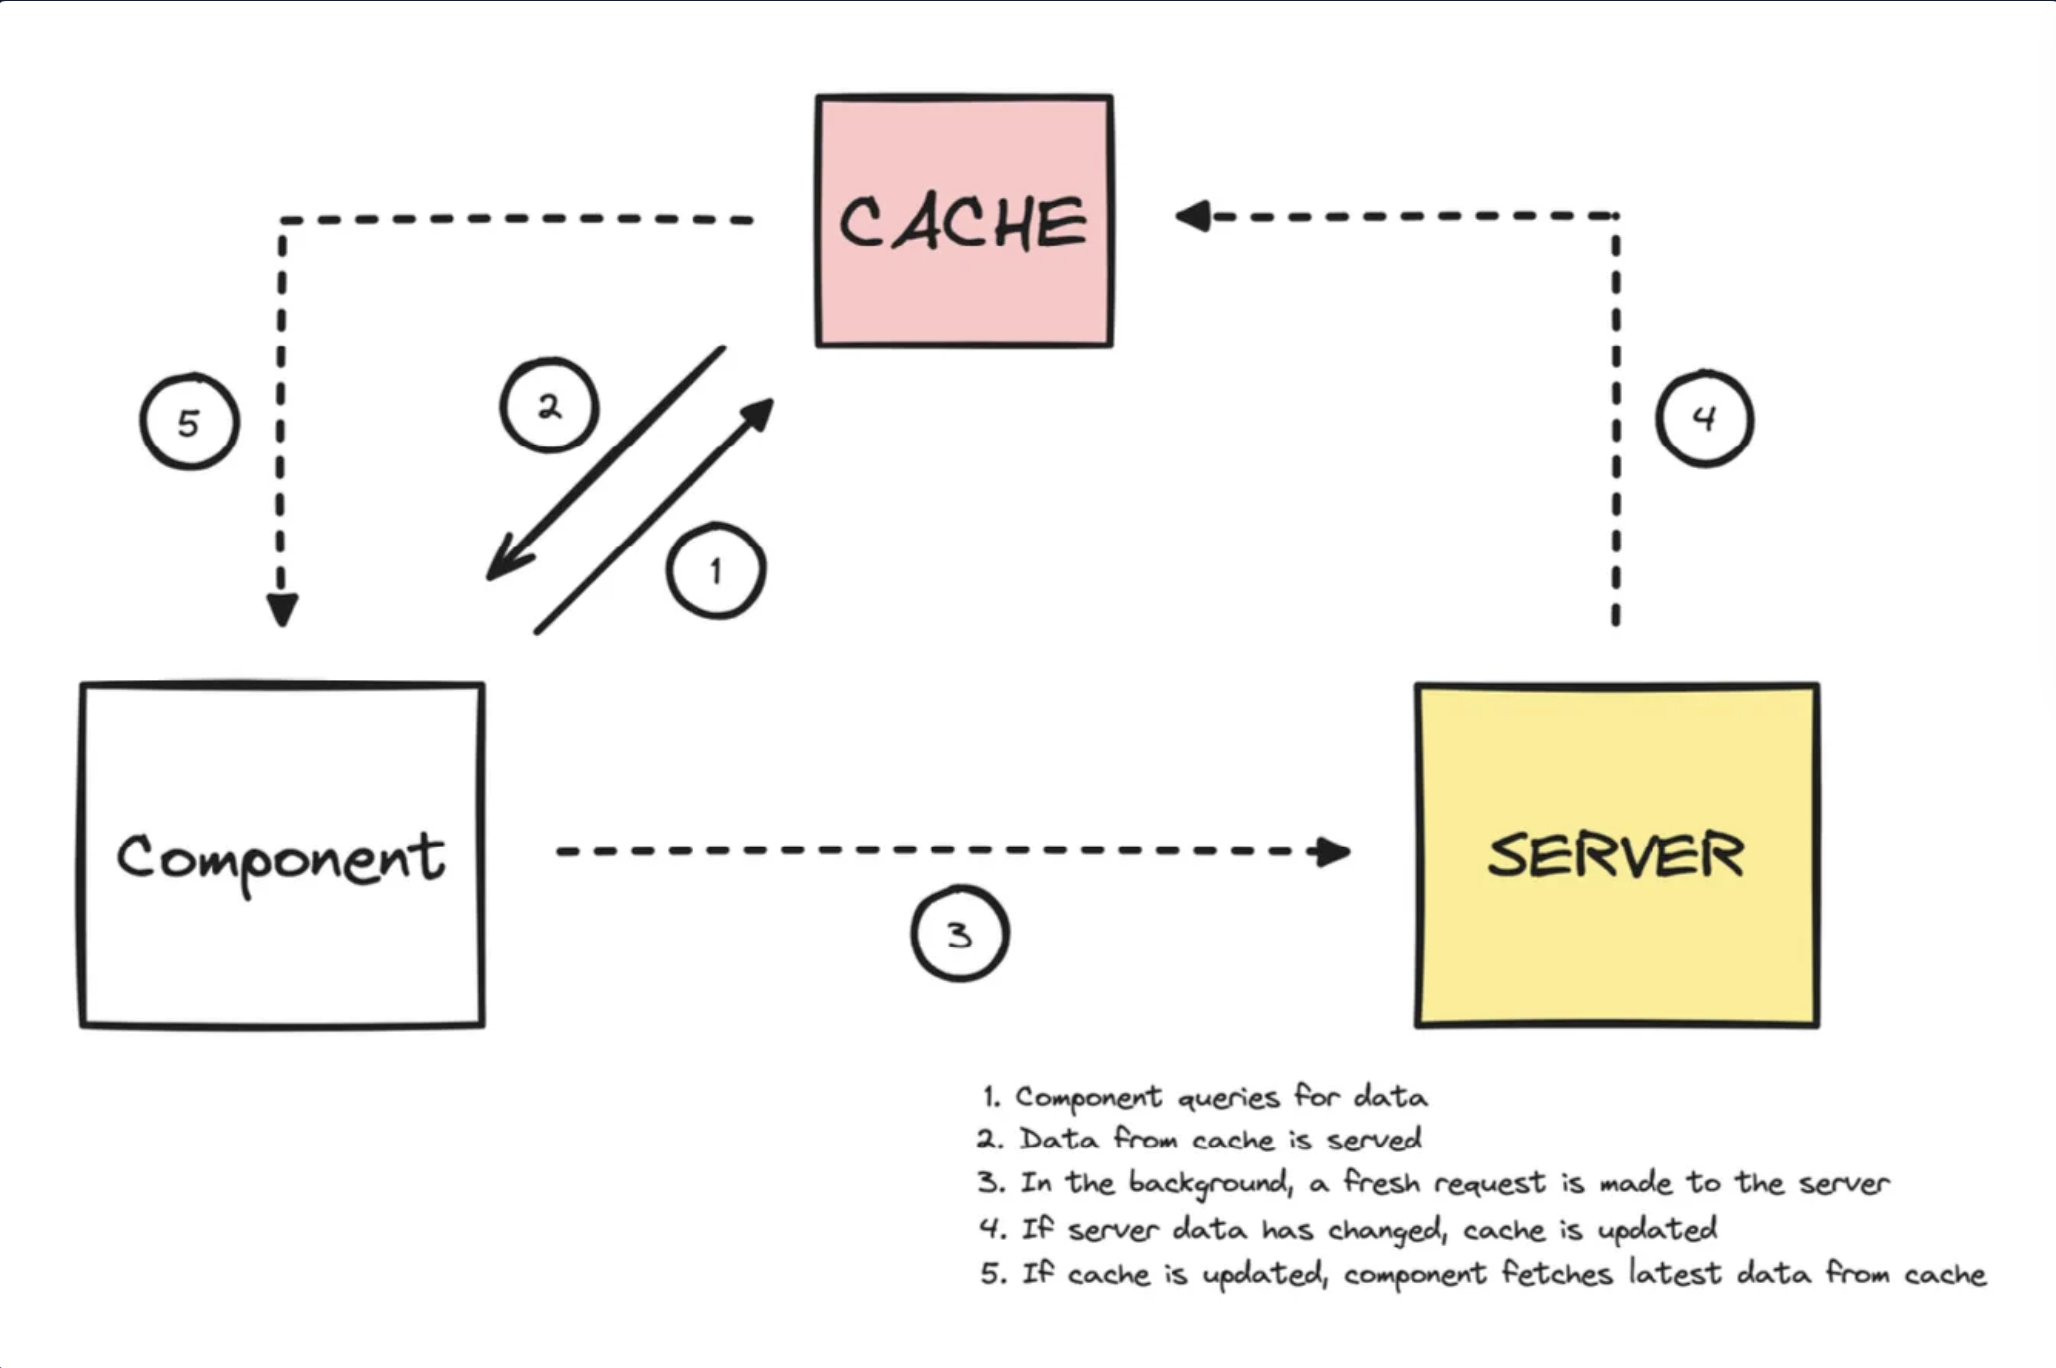 CACHE
5
2
4
1
Component
SERVER
3
1. Component queries for data
2. Data from cache is served
3. In the background, a fresh request is made to the server
4. If server data has changed, cache is updated
5. If cache is updated, component fetches latest data from cache